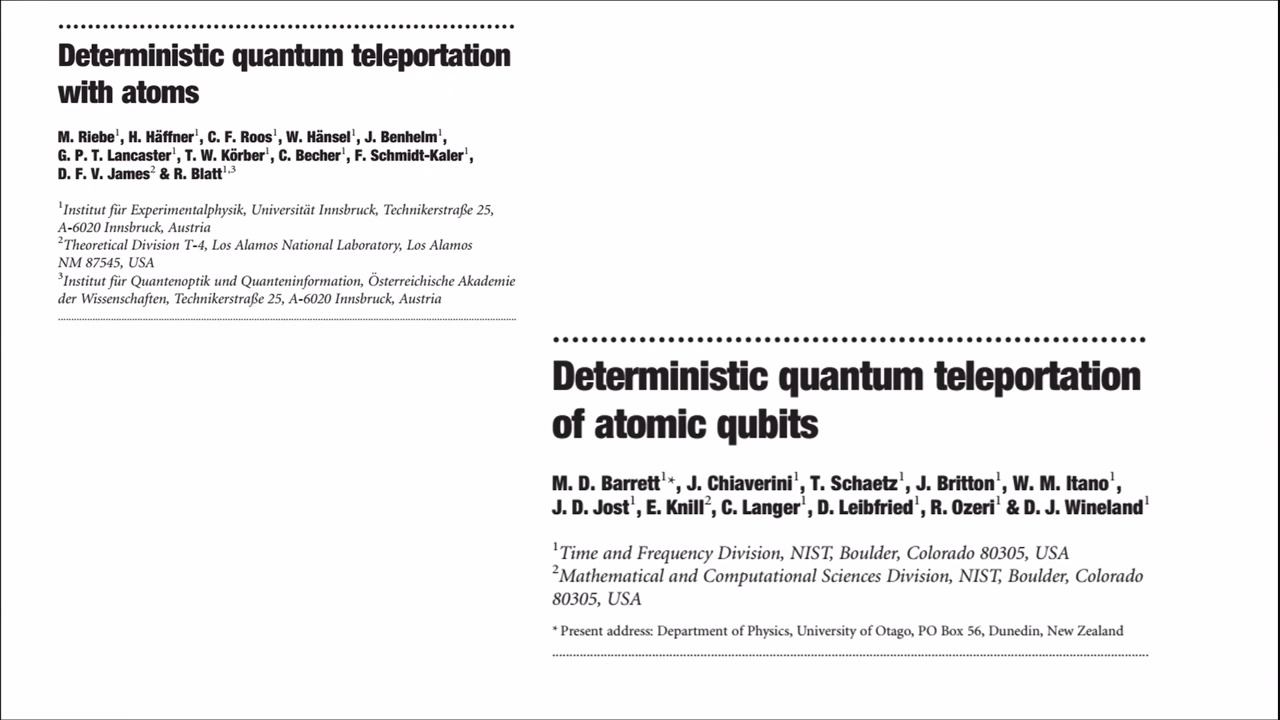 Deterministic quantum teleportation
with atoms
M. Riebe¹, H. Häffner¹, C. F. Roos¹, W. Hänsel¹, J. Benhelm¹,
G. P. T. Lancaster¹, T. W. Körber¹, C. Becher¹, F. Schmidt-Kaler¹,
D. F. V. James² & R. Blatt¹,³
¹Institut für Experimentalphysik, Universität Innsbruck, Technikerstraße 25,
A-6020 Innsbruck, Austria
²Theoretical Division T-4, Los Alamos National Laboratory, Los Alamos
NM 87545, USA
³Institut für Quantenoptik und Quanteninformation, Österreichische Akademie
der Wissenschaften, Technikerstraße 25, A-6020 Innsbruck, Austria
Deterministic quantum teleportation
of atomic qubits
M. D. Barrett¹*, J. Chiaverini¹, T. Schaetz¹, J. Britton¹, W. M. Itano¹,
J. D. Jost¹, E. Knill², C. Langer¹, D. Leibfried¹, R. Ozeri¹ & D. J. Wineland¹
¹Time and Frequency Division, NIST, Boulder, Colorado 80305, USA
²Mathematical and Computational Sciences Division, NIST, Boulder, Colorado
80305, USA
* Present address: Department of Physics, University of Otago, PO Box 56, Dunedin, New Zealand